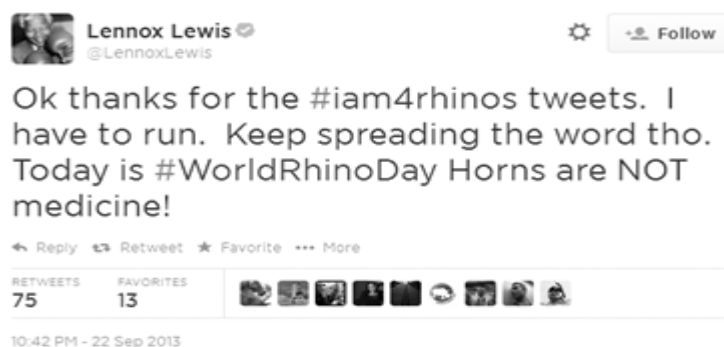 Lennox Lewis
@LennoxLewis
Follow
Ok thanks for the #iam4rhinos tweets. I
have to run. Keep spreading the word tho.
Today is #WorldRhinoDay Horns are NOT
medicine!
Reply Retweet Favorite More
RETWEETS FAVORITES
75 13
10:42 PM - 22 Sep 2013